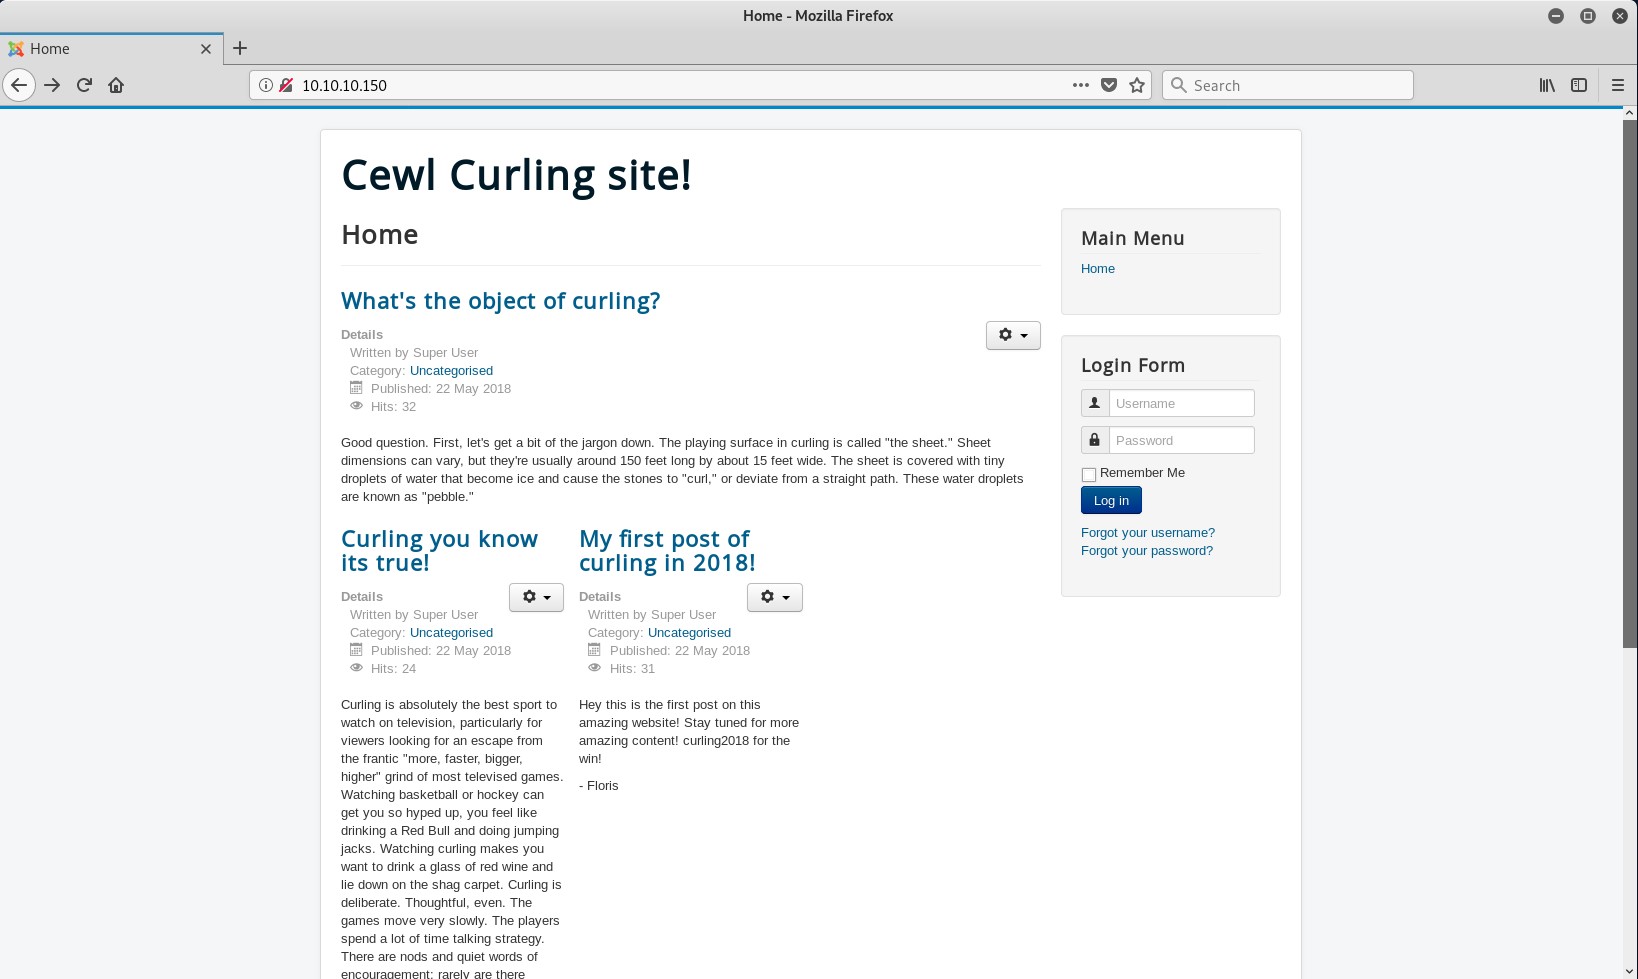 Home - Mozilla Firefox
Home
10.10.10.150
Search
Cewl Curling site!
Home
What's the object of curling?
Details
Written by Super User
Category: Uncategorised
Published: 22 May 2018
Hits: 32
Good question. First, let's get a bit of the jargon down. The playing surface in curling is called "the sheet." Sheet
dimensions can vary, but they're usually around 150 feet long by about 15 feet wide. The sheet is covered with tiny
droplets of water that become ice and cause the stones to "curl," or deviate from a straight path. These water droplets
are known as "pebble."
Curling you know
its true!
Details
Written by Super User
Category: Uncategorised
Published: 22 May 2018
Hits: 24
Curling is absolutely the best sport to
watch on television, particularly for
viewers looking for an escape from
the frantic "more, faster, bigger,
higher" grind of most televised games.
Watching basketball or hockey can
get you so hyped up, you feel like
drinking a Red Bull and doing jumping
jacks. Watching curling makes you
want to drink a glass of red wine and
lie down on the shag carpet. Curling is
deliberate. Thoughtful, even. The
games move very slowly. The players
spend a lot of time talking strategy.
There are nods and quiet words of
encouragement; rarely are there
My first post of
curling in 2018!
Details
Written by Super User
Category: Uncategorised
Published: 22 May 2018
Hits: 31
Hey this is the first post on this
amazing website! Stay tuned for more
amazing content! curling2018 for the
win!
- Floris
Main Menu
Home
Login Form
Username
Password
Remember Me
Log in
Forgot your username?
Forgot your password?